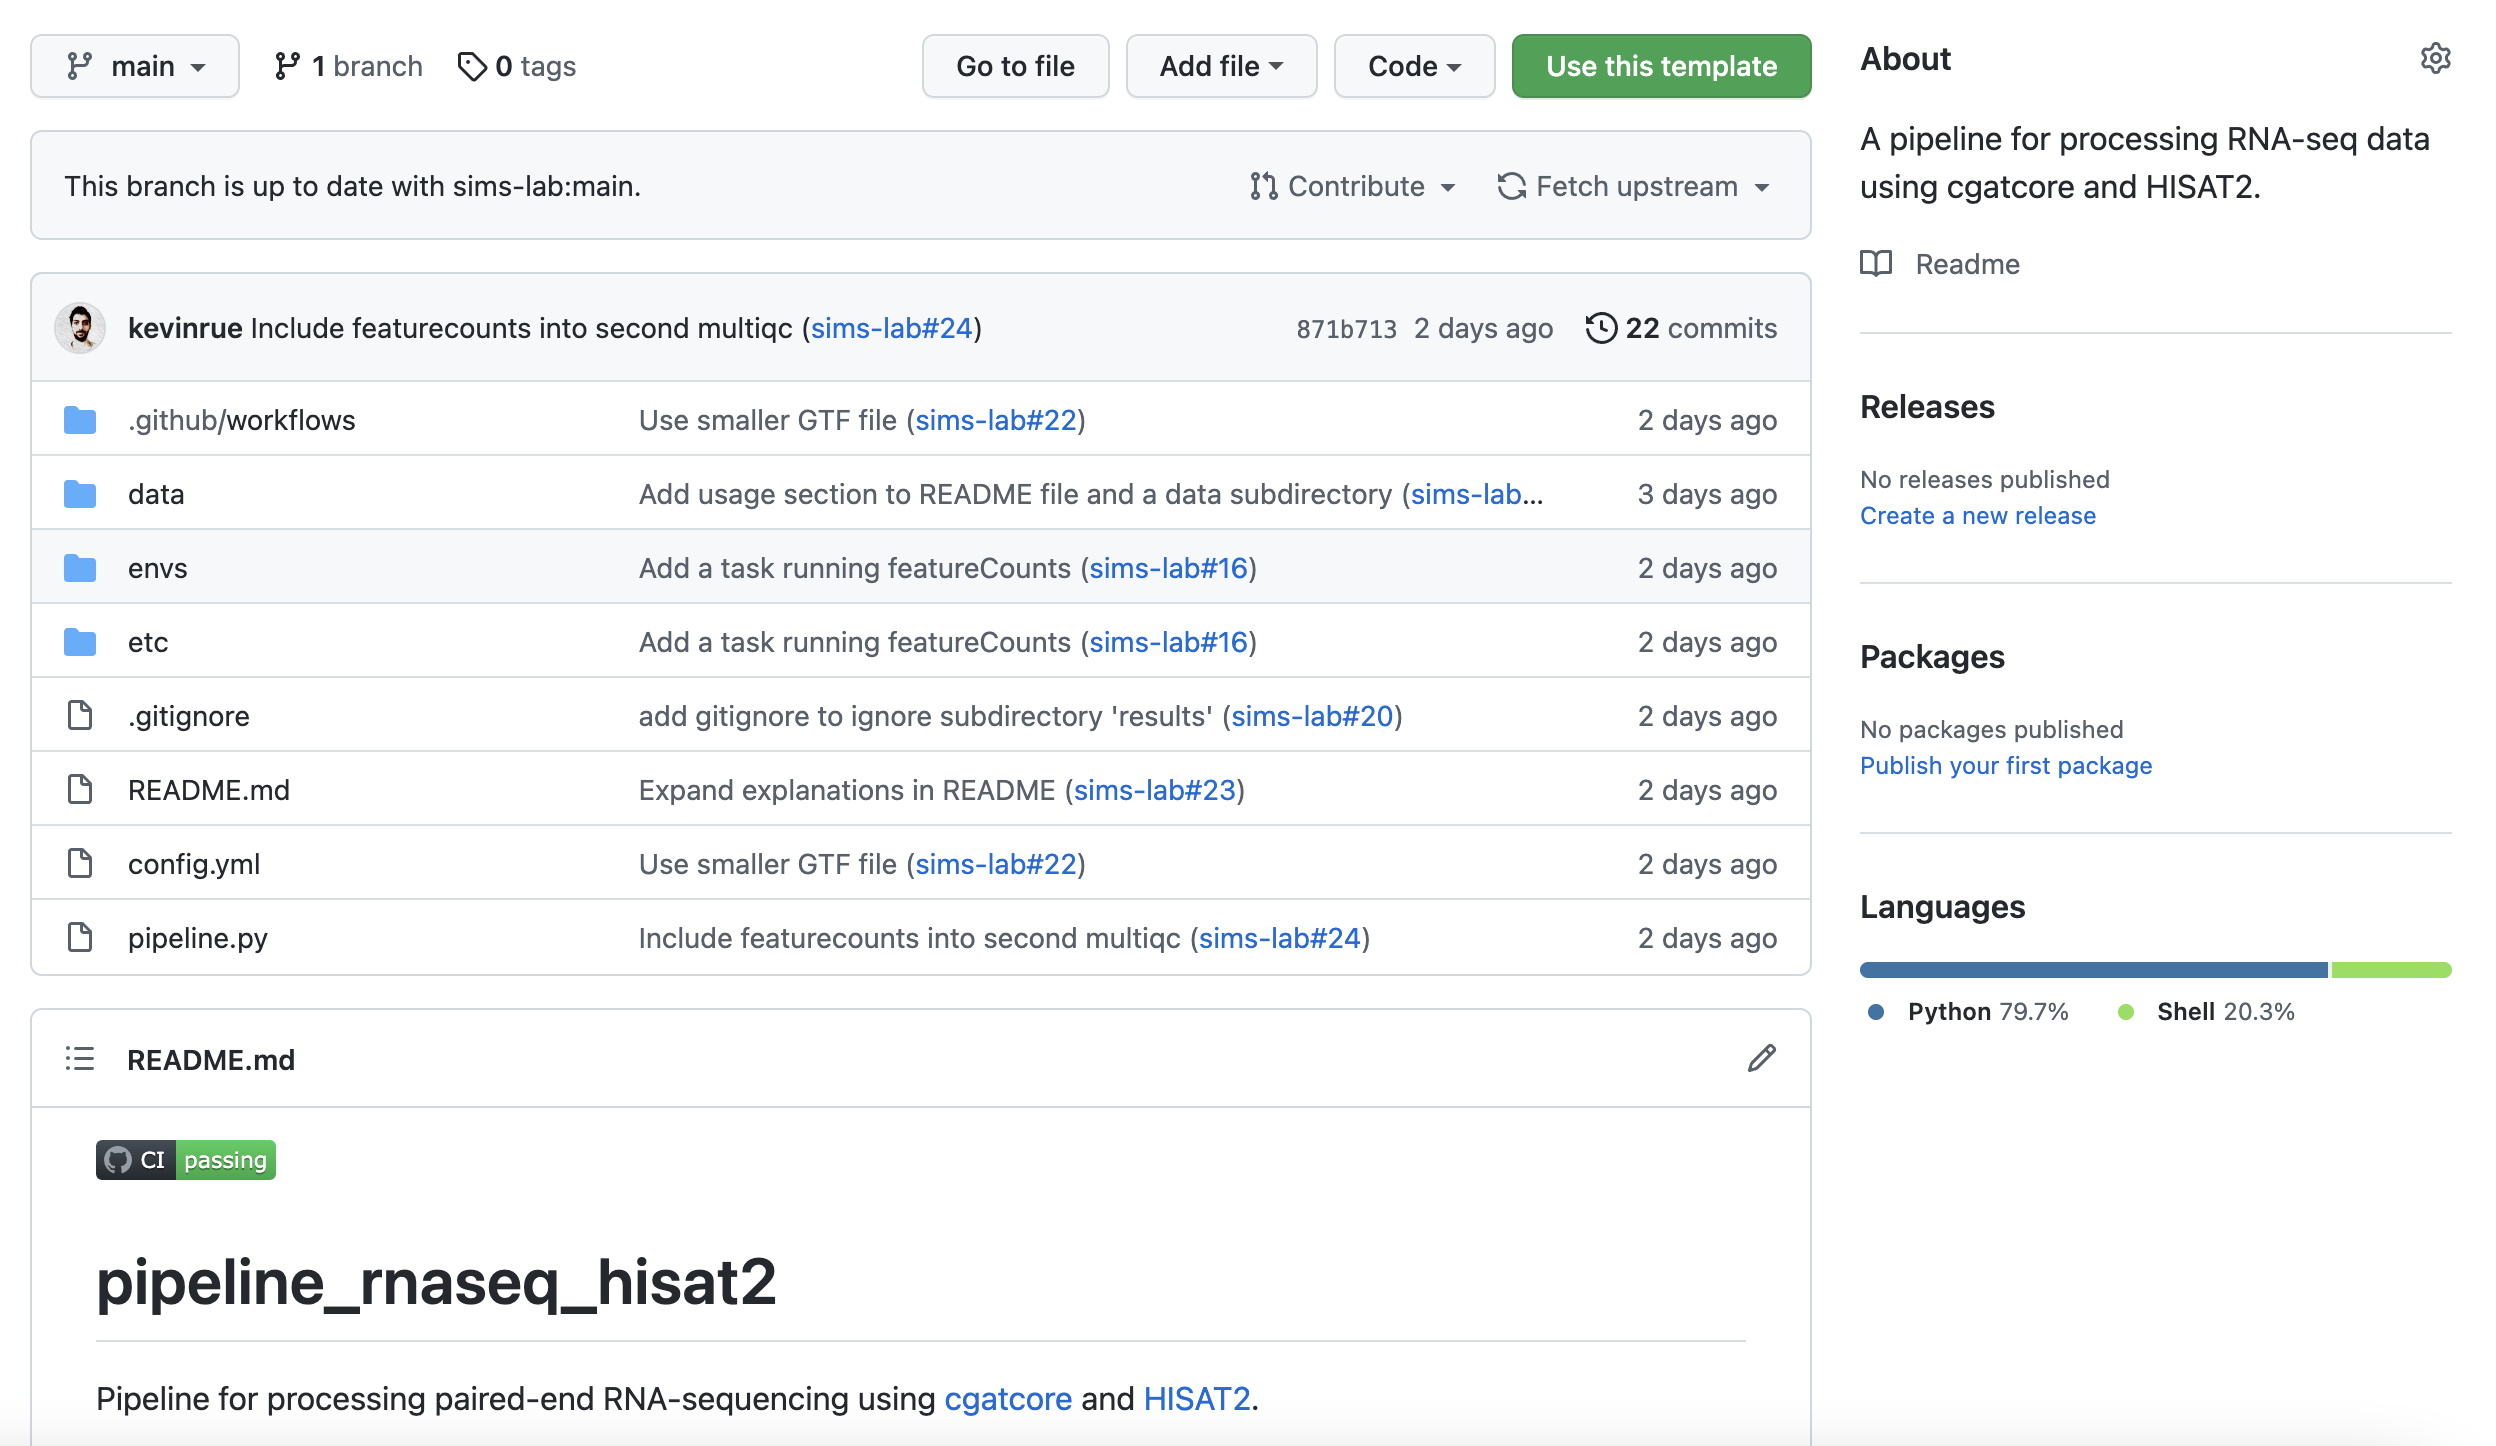 main 1 branch 0 tags Go to file Add file Code Use this template
This branch is up to date with sims-lab:main. Contribute Fetch upstream
kevinrue Include featurecounts into second multiqc (sims-lab#24) 871b713 2 days ago 22 commits
.github/workflows Use smaller GTF file (sims-lab#22) 2 days ago
data Add usage section to README file and a data subdirectory (sims-lab... 3 days ago
envs Add a task running featureCounts (sims-lab#16) 2 days ago
etc Add a task running featureCounts (sims-lab#16) 2 days ago
.gitignore add gitignore to ignore subdirectory 'results' (sims-lab#20) 2 days ago
README.md Expand explanations in README (sims-lab#23) 2 days ago
config.yml Use smaller GTF file (sims-lab#22) 2 days ago
pipeline.py Include featurecounts into second multiqc (sims-lab#24) 2 days ago
README.md
CI passing
pipeline_rnaseq_hisat2
Pipeline for processing paired-end RNA-sequencing using cgatcore and HISAT2.
About
A pipeline for processing RNA-seq data
using cgatcore and HISAT2.
Readme
Releases
No releases published
Create a new release
Packages
No packages published
Publish your first package
Languages
Python 79.7% Shell 20.3%